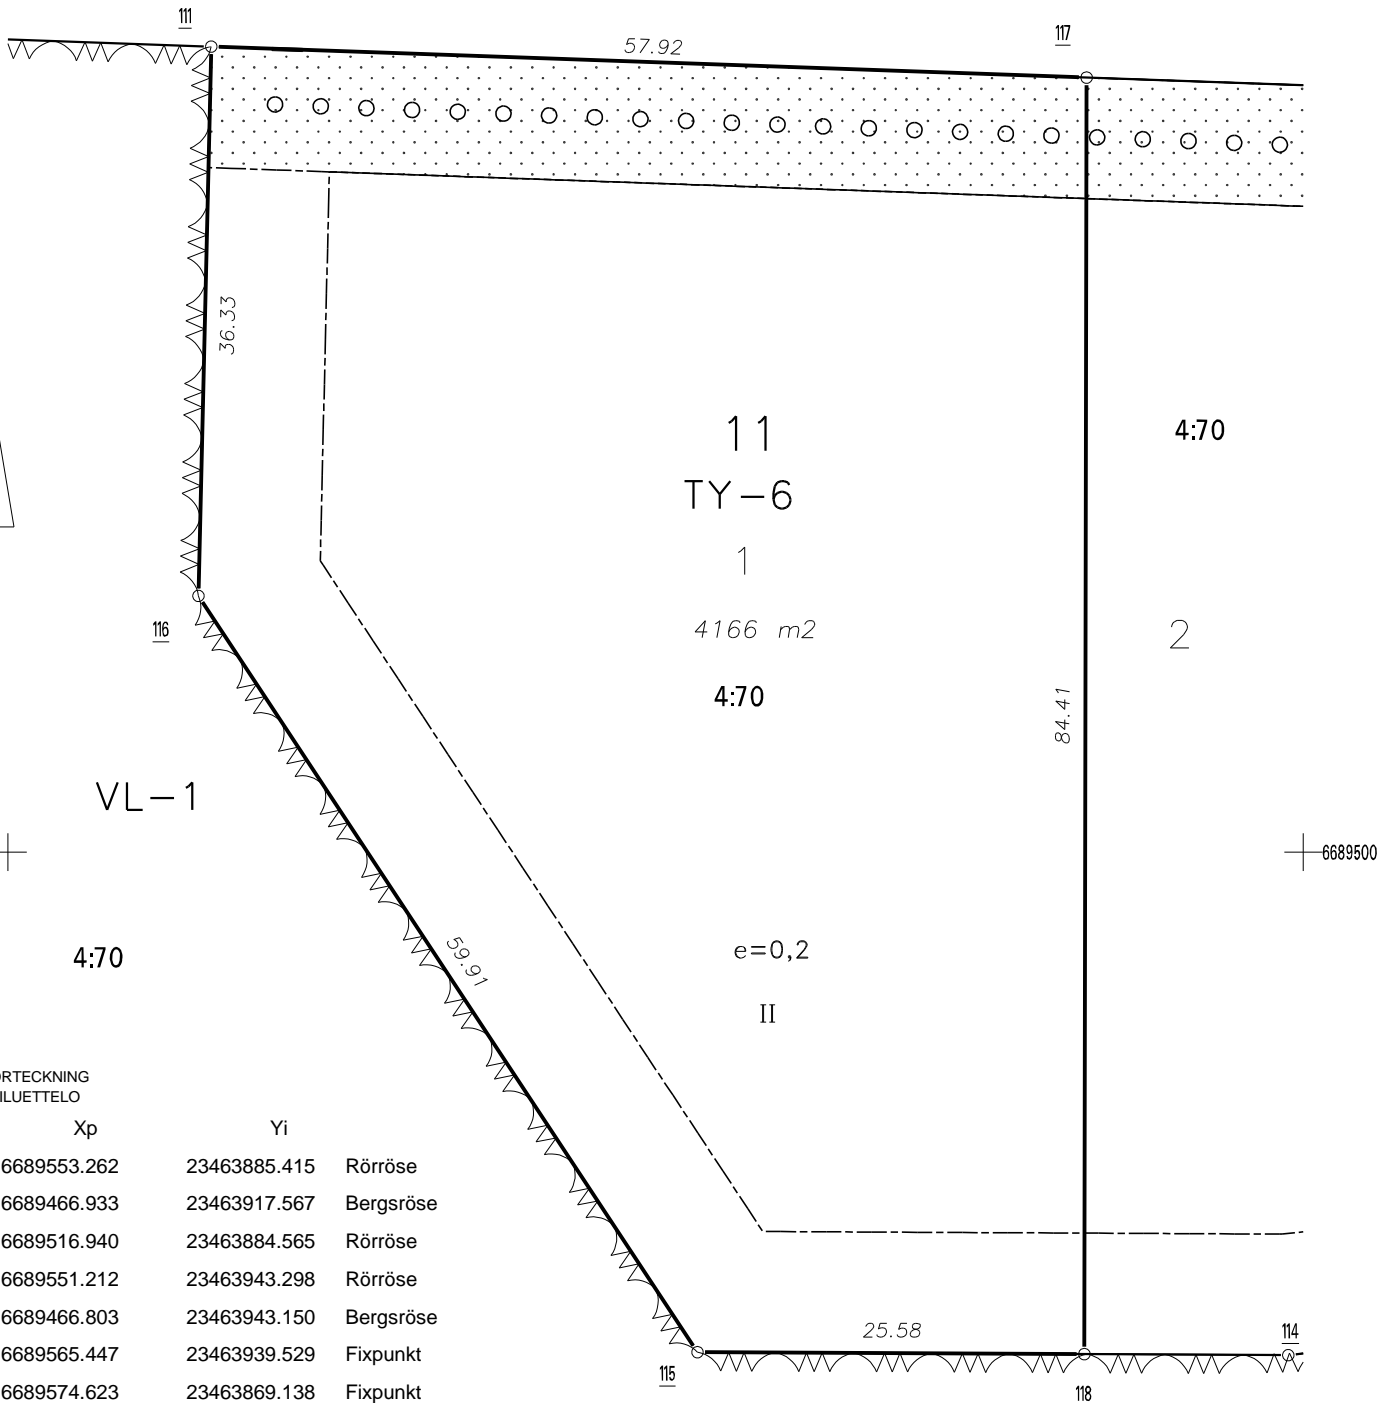 111
117
57.92
36.33
11
4:70
TY-6
1
116
4166 m2
2
4:70
84.41
VL-1
6689500
59.91
e=0,2
4:70
II
ORTECKNING
ILUETTELO
Xp Yi
6689553.262 23463885.415 Rörröse
6689466.933 23463917.567 Bergsröse
6689516.940 23463884.565 Rörröse
6689551.212 23463943.298 Rörröse
6689466.803 23463943.150 Bergsröse
6689565.447 23463939.529 Fixpunkt
6689574.623 23463869.138 Fixpunkt
25.58
114
115
118